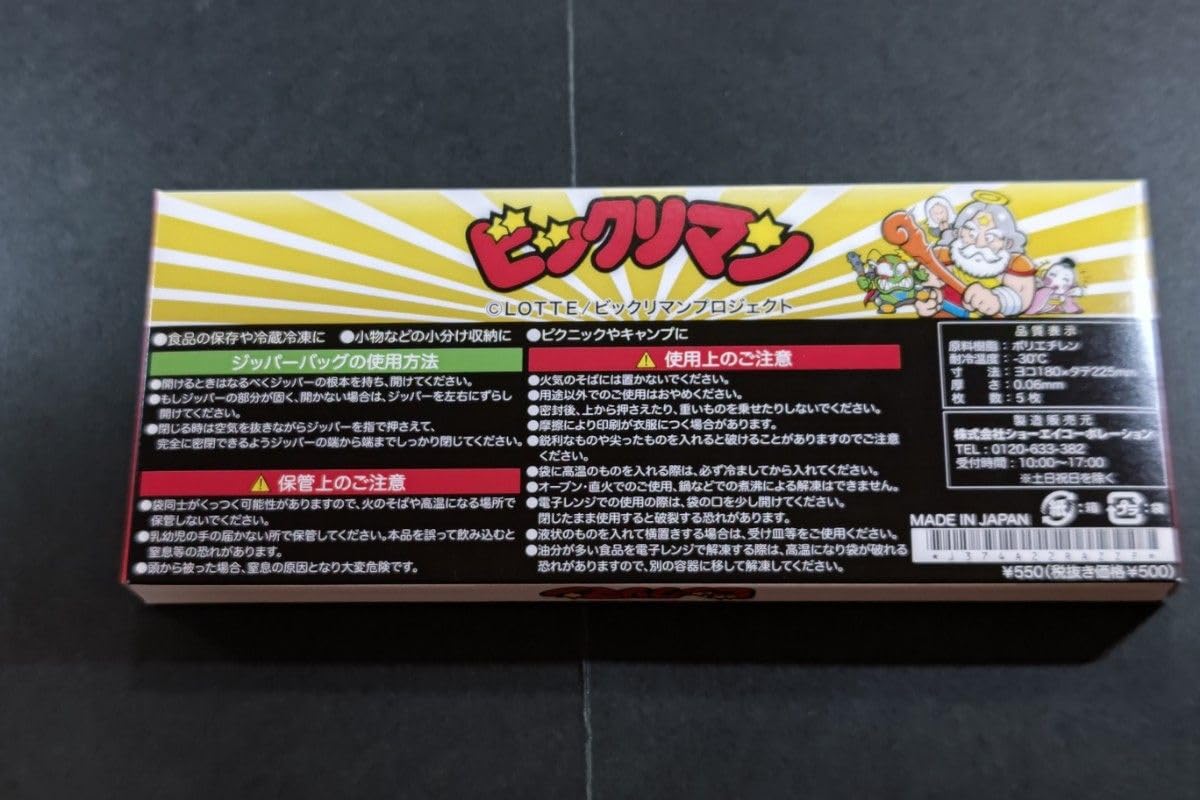 ビックリマン
©LOTTE/ビックリマンプロジェクト
●食品の保存や冷蔵冷凍に ●小物などの小分け収納に ●ピクニックやキャンプに
ジッパーバッグの使用方法
●開けるときはなるべくジッパーの根本を持ち、開けてください。
●もしジッパーの部分が固く、開かない場合は、ジッパーを左右にずらし
開けてください。
●閉じる時は空気を抜きながらジッパーを指で押さえて、
完全に密閉できるようジッパーの端から端までしっかり閉じてください。
保管上のご注意
●袋同士がくっつく可能性がありますので、火のそばや高温になる場所で
保管しないでください。
●乳幼児の手の届かない所で保管してください。本品を誤って飲み込むと
窒息等の恐れがあります。
●頭から被った場合、窒息の原因となり大変危険です。
使用上のご注意
●火気のそばには置かないでください。
●用途以外でのご使用はおやめください。
●密封後、上から押さえたり、重いものを乗せたりしないでください。
●摩擦により印刷が衣服につく場合があります。
●鋭利なものや尖ったものを入れると破けることがありますのでご注意
ください。
●袋に高温のものを入れる際は、必ず冷ましてから入れてください。
●オーブン・直火でのご使用、鍋などでの煮沸による解凍はできません。
●電子レンジでの使用の際は、袋の口を少し開けてください。
閉じたまま使用すると破裂する恐れがあります。
●液状のものを入れて横置きする場合は、受け皿等をご使用ください。
●油分が多い食品を電子レンジで解凍する際は、高温になり袋が破れる
恐れがありますので、別の容器に移して解凍してください。
品質表示
原料樹脂：ポリエチレン
耐冷温度：-30℃
寸　法：ヨコ180×タテ225mm
厚　さ：0.06mm
枚　数：5枚
製造販売元
株式会社ショーエイコーポレーション
TEL：0120-633-382
受付時間：10:00〜17:00
※土日祝日を除く
MADE IN JAPAN
紙：箱 プラ：袋
¥550（税抜き価格¥500）